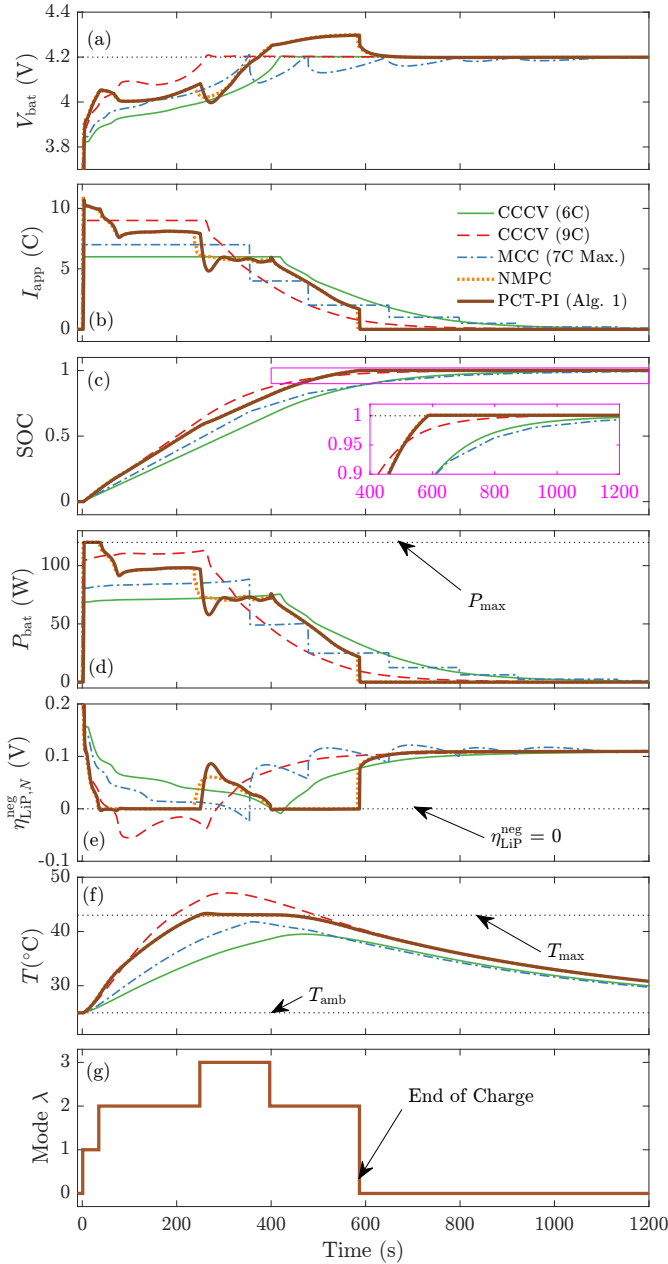 4.4
4.2
4
3.8
V_bat (V)
(a)
10
5
0
I_app (C)
(b)
CCCV (6C)
CCCV (9C)
MCC (7C Max.)
NMPC
PCT-PI (Alg. 1)
1
0.5
0
SOC
(c)
1
0.95
0.9
400 600 800 1000 1200
100
50
0
P_bat (W)
(d)
P_max
0.2
0.1
0
-0.1
η^neg_LiP,N (V)
(e)
η^neg_LiP = 0
50
40
30
T(°C)
(f)
T_max
T_amb
3
2
1
0
Mode λ
(g)
End of Charge
0 200 400 600 800 1000 1200
Time (s)